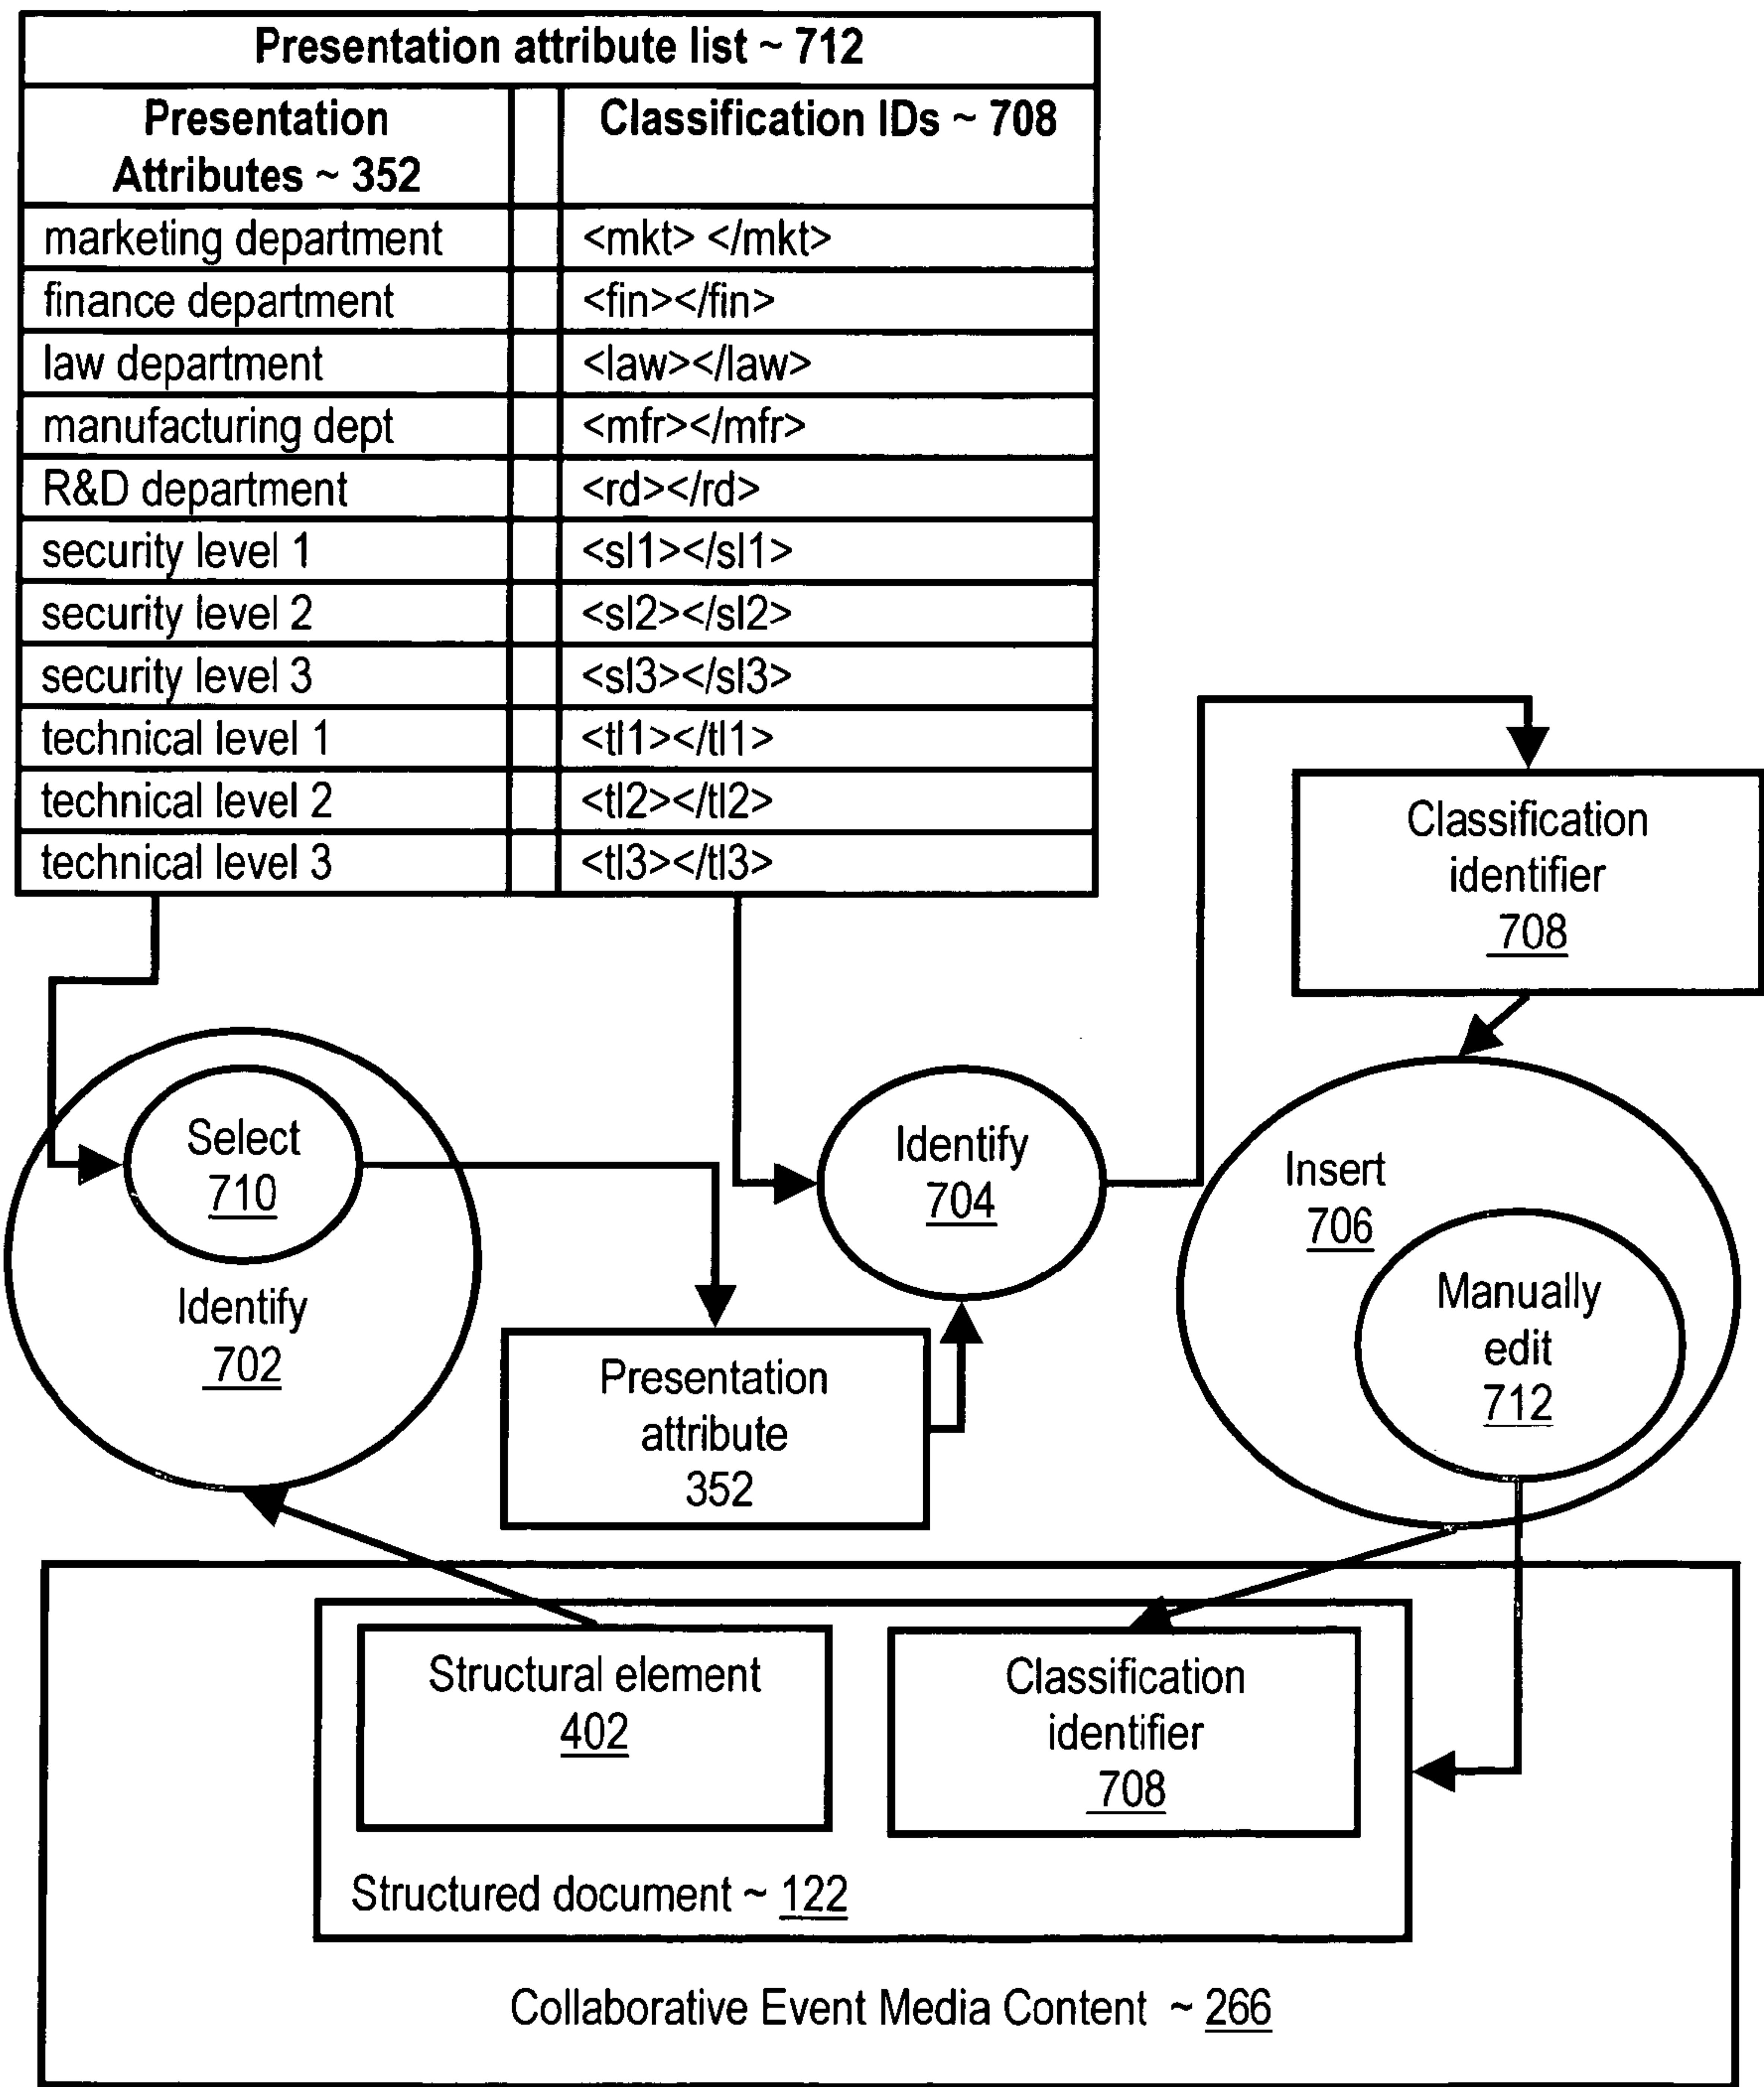 Presentation attribute list ~ 712
Presentation Attributes ~ 352
Classification IDs ~ 708
marketing department <mkt> </mkt>
finance department <fin></fin>
law department <law></law>
manufacturing dept <mfr></mfr>
R&D department <rd></rd>
security level 1 <sl1></sl1>
security level 2 <sl2></sl2>
security level 3 <sl3></sl3>
technical level 1 <tl1></tl1>
technical level 2 <tl2></tl2>
technical level 3 <tl3></tl3>
Classification
identifier
708
Select
710
Identify
702
Identify
704
Presentation
attribute
352
Insert
706
Manually
edit
712
Structural element
402
Classification
identifier
708
Structured document ~ 122
Collaborative Event Media Content ~ 266